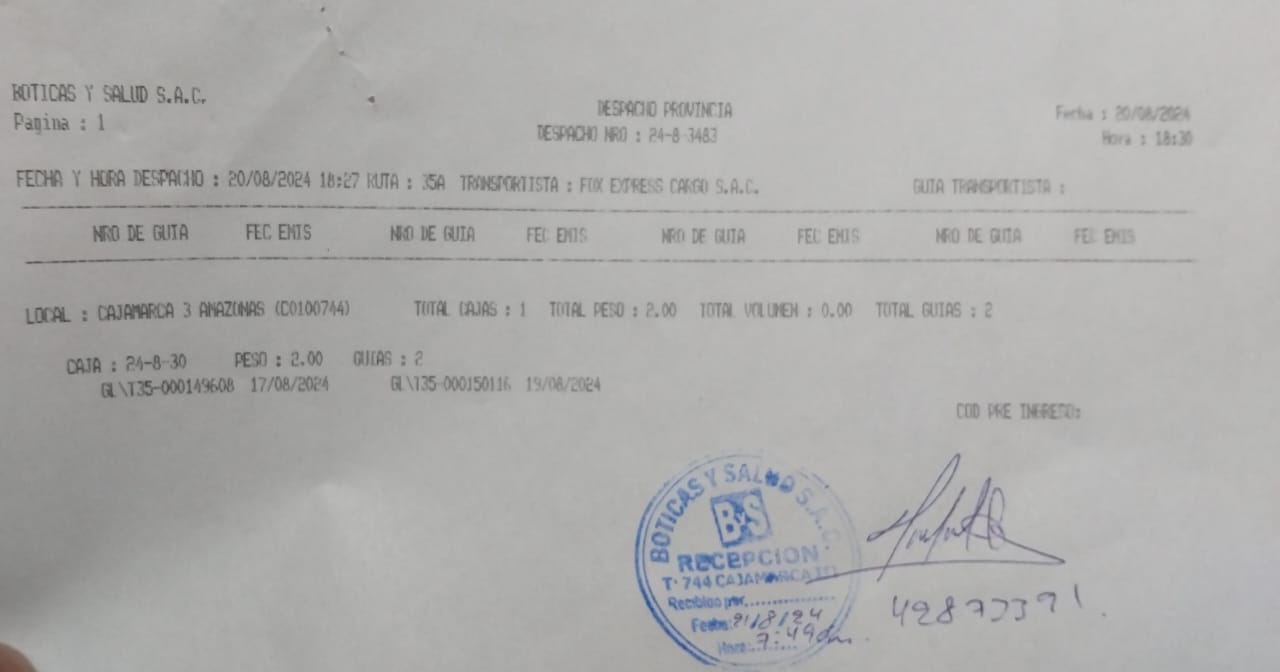 BOTICAS Y SALUD S.A.C.
Pagina : 1
DESPACHO PROVINCIA
DESPACHO NRO : 24-8-3483
Fecha : 20/08/2024
Hora : 18:30
FECHA Y HORA DESPACHO : 20/08/2024 18:27 RUTA : 35A TRANSPORTISTA : FOX EXPRESS CARGO S.A.C. GUIA TRANSPORTISTA :
NRO DE GUIA FEC EMIS NRO DE GUIA FEC EMIS NRO DE GUIA FEC EMIS NRO DE GUIA FEC EMIS
LOCAL : CAJAMARCA 3 AMAZONAS (C0100744) TOTAL CAJAS : 1 TOTAL PESO : 2.00 TOTAL VOLUMEN : 0.00 TOTAL GUIAS : 2
CAJA : 24-8-30 PESO : 2.00 GUIAS : 2
GL\T35-000149608 17/08/2024 GL\T35-000150116 19/08/2024
COD PRE INGRESO:
BOTICAS Y SALUD S.A.C.
BYS
RECEPCION
T- 744 CAJAMARCA
Recibido por:
Fecha: 21/8/24
Hora: 7:49am.